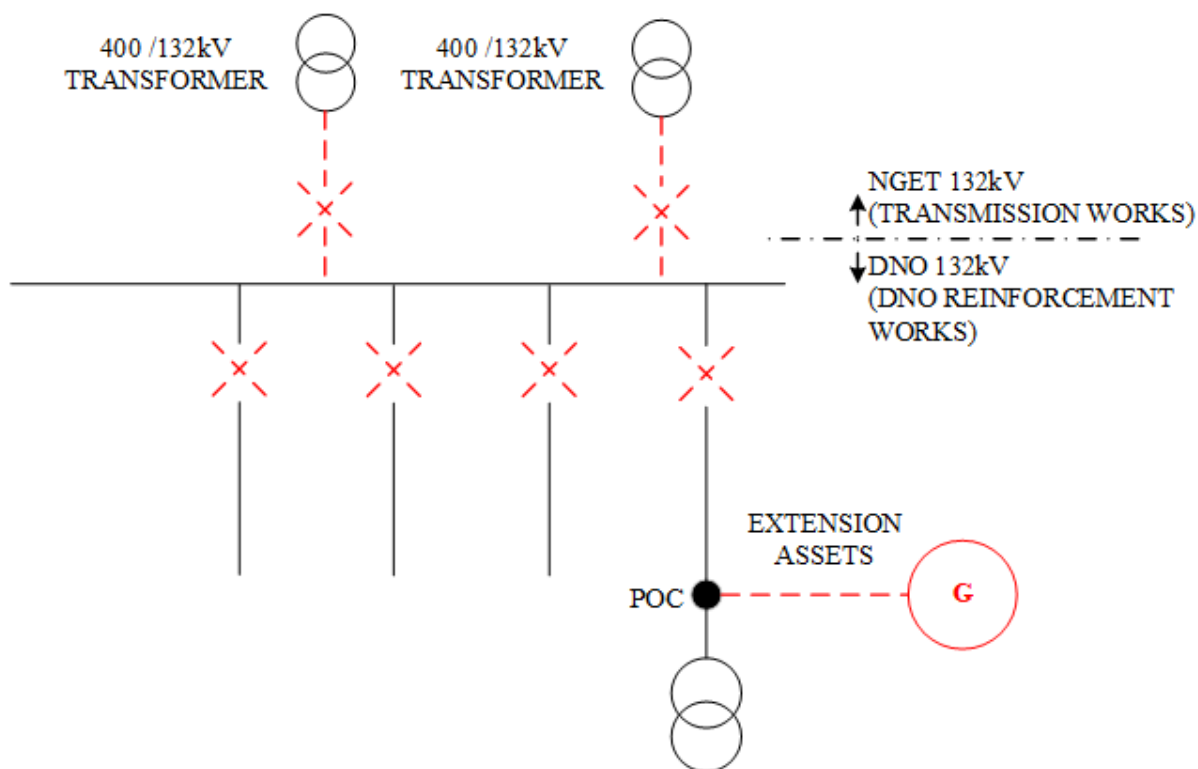 400 /132kV
TRANSFORMER
400 /132kV
TRANSFORMER
NGET 132kV
(TRANSMISSION WORKS)
DNO 132kV
(DNO REINFORCEMENT
WORKS)
EXTENSION
ASSETS
POC
G